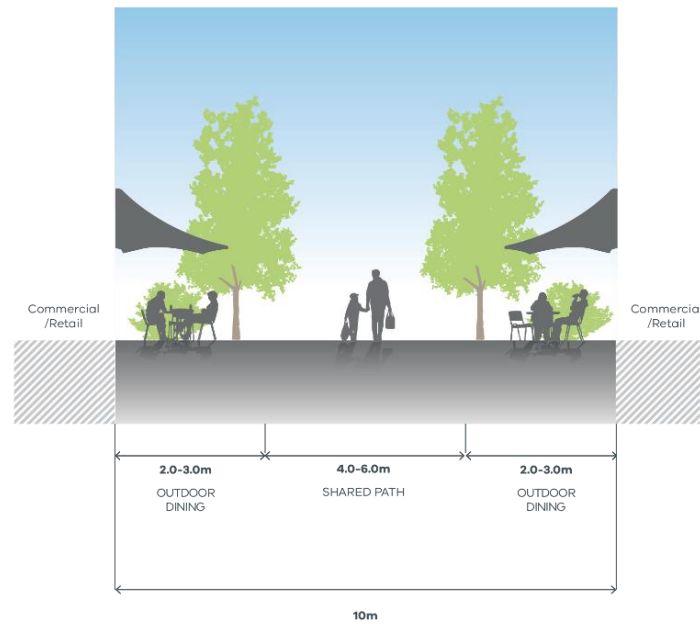 Commercial
/Retail
Commercial
/Retail
2.0-3.0m
4.0-6.0m
2.0-3.0m
OUTDOOR
DINING
SHARED PATH
OUTDOOR
DINING
10m